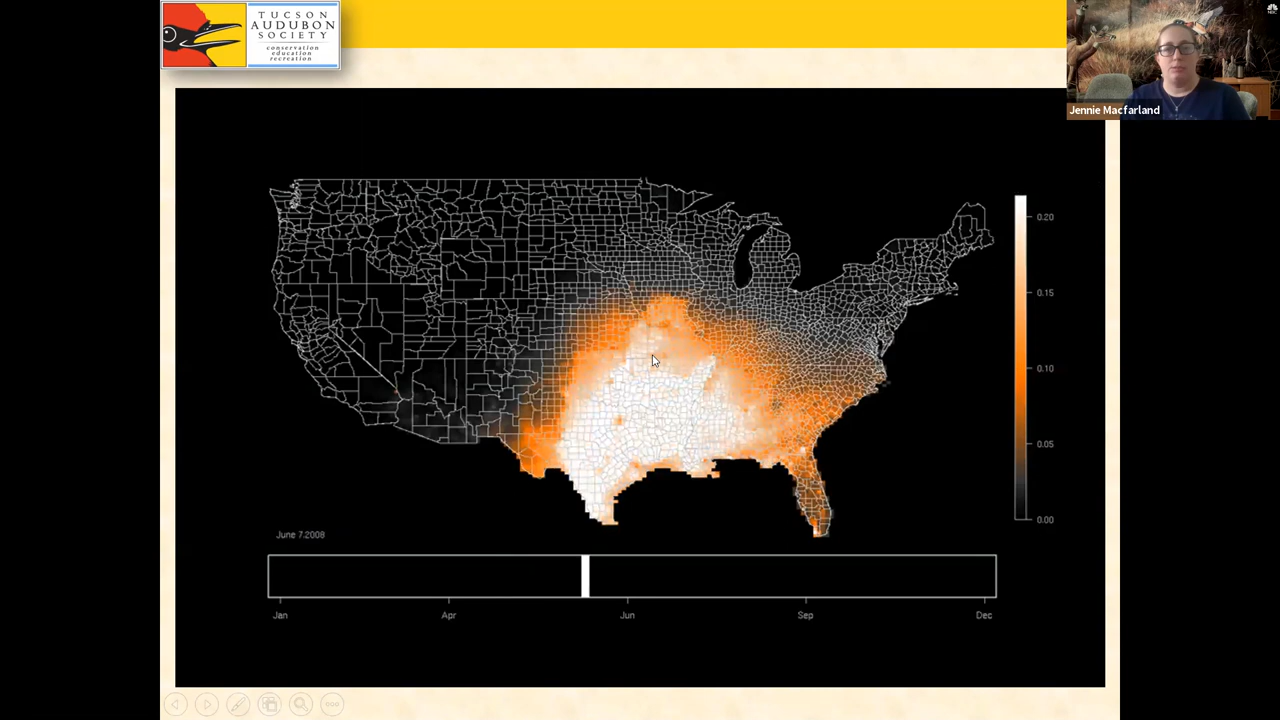 TUCSON
AUDUBON
SOCIETY
conservation
education
recreation
Jennie Macfarland
0.20
0.15
0.10
0.05
0.00
June 7.2008
Jan
Apr
Jun
Sep
Dec